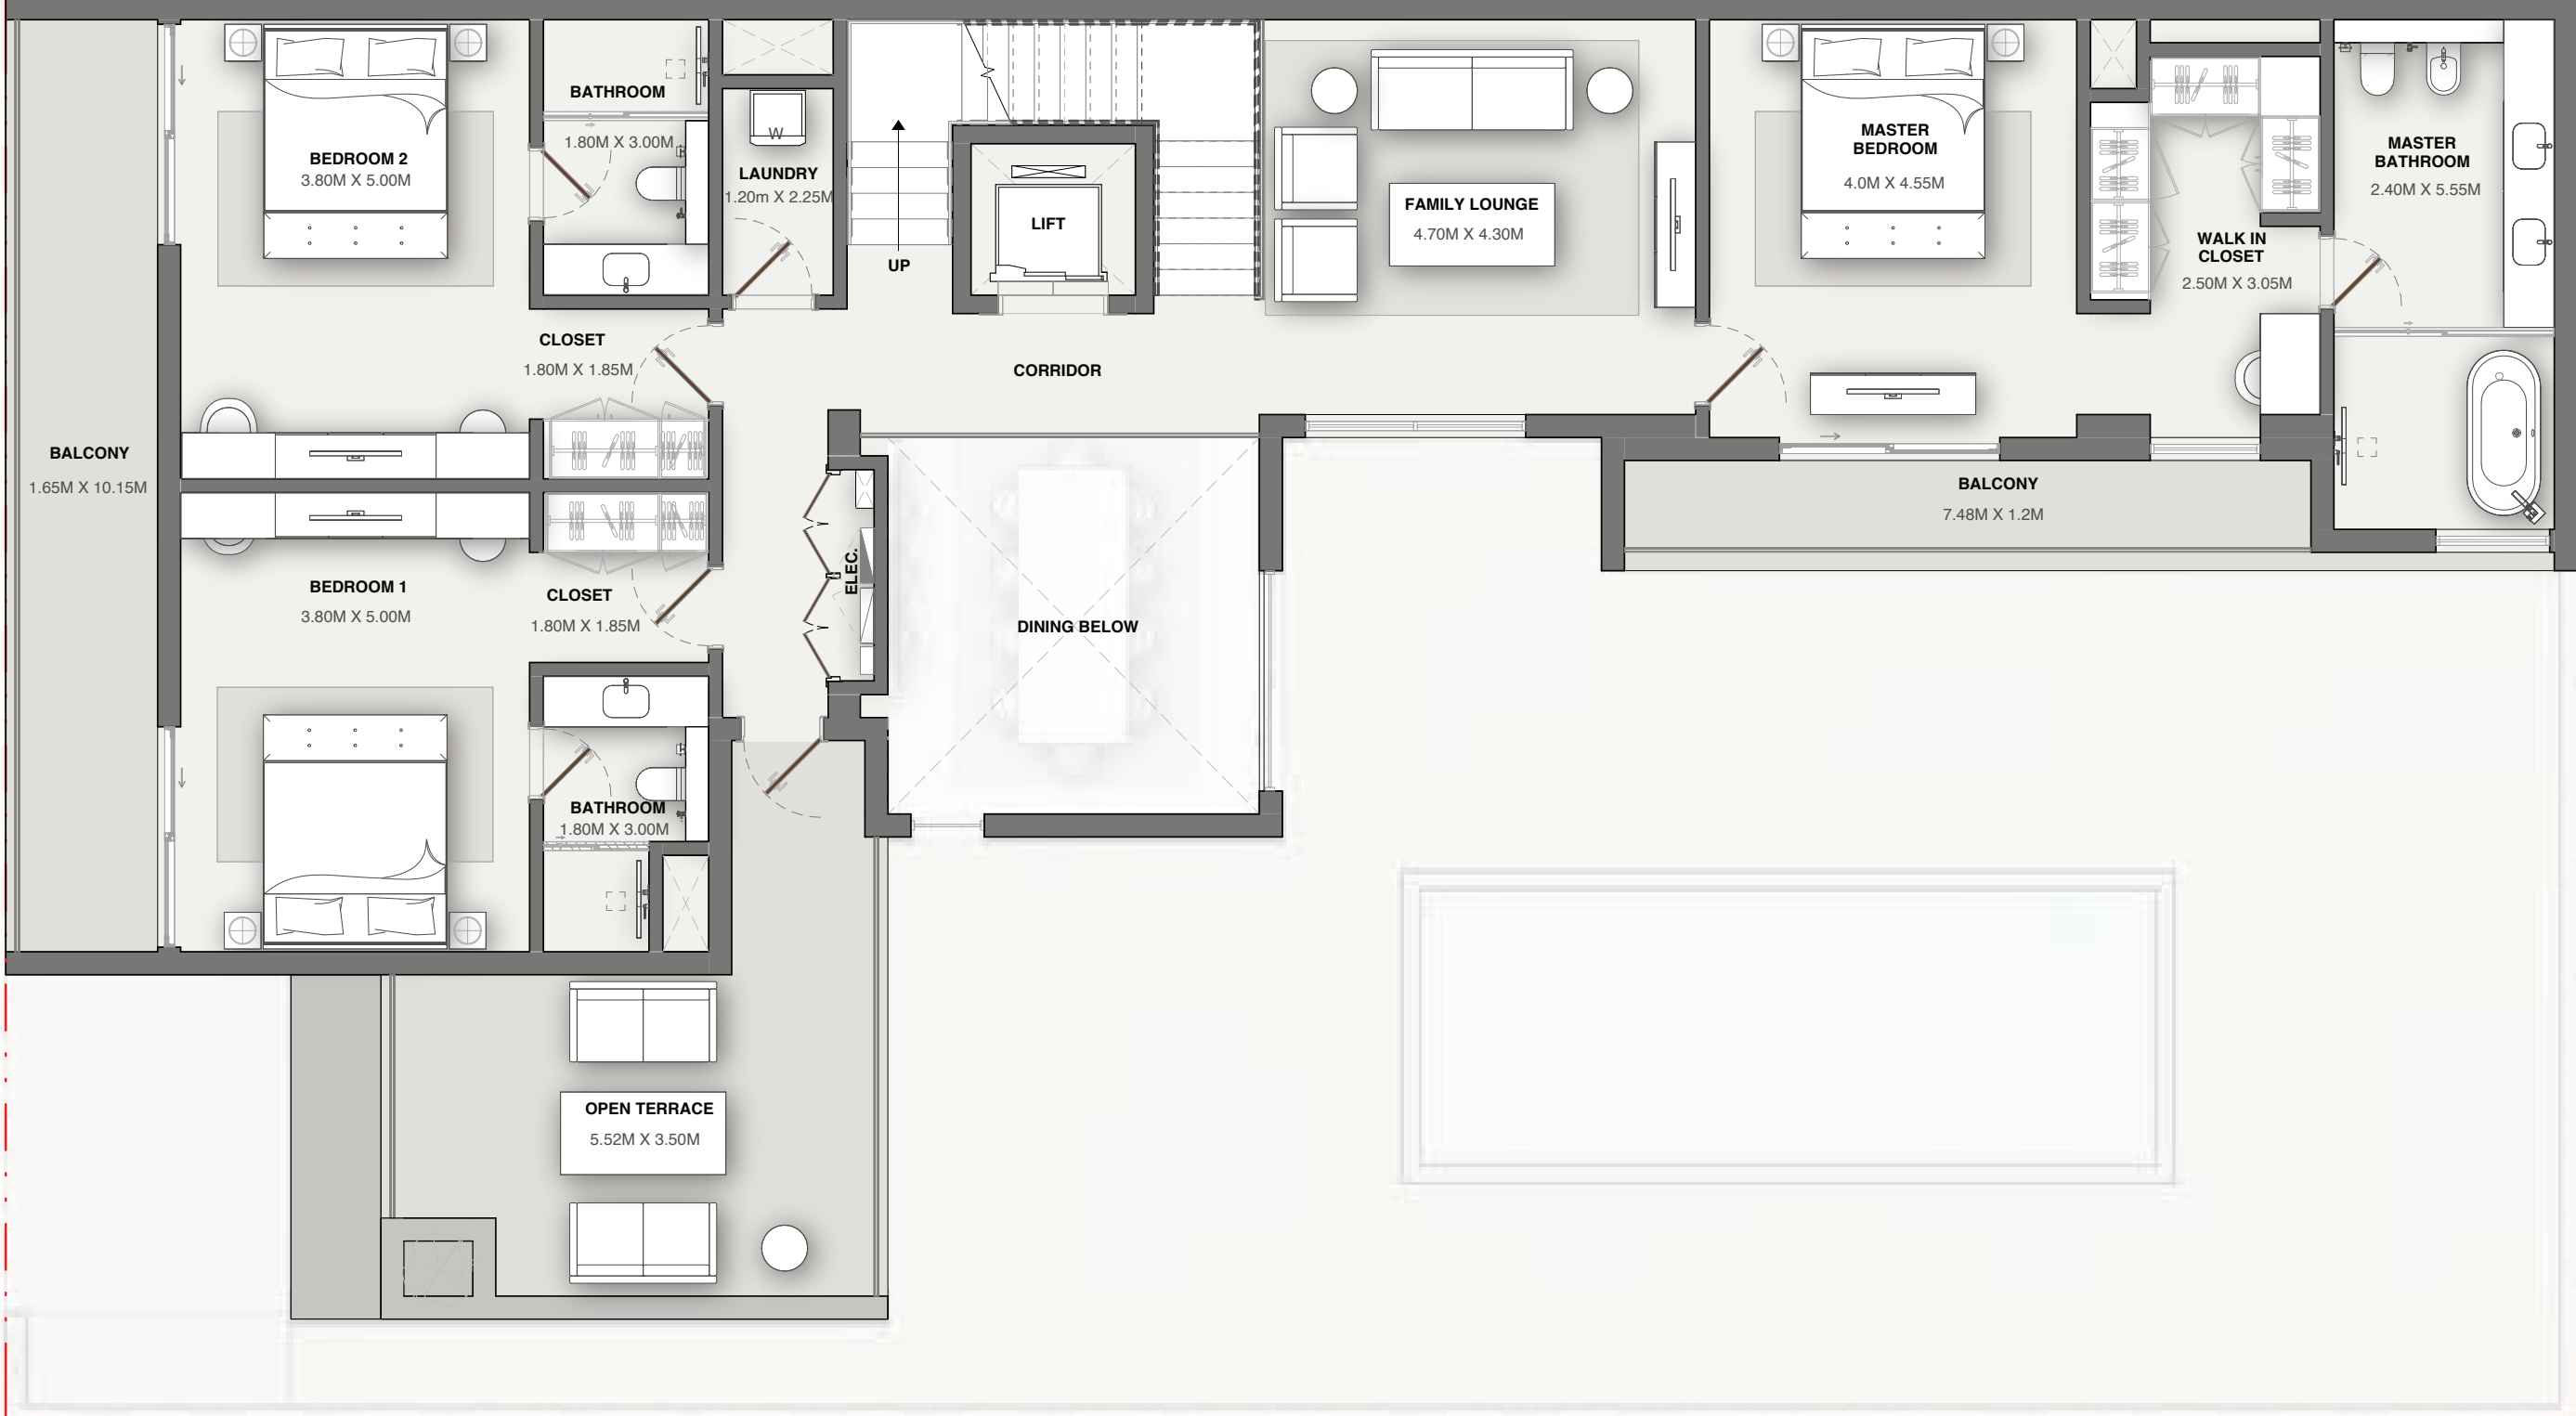 BEDROOM 2
3.80M X 5.00M
BATHROOM
1.80M X 3.00M
W
LAUNDRY
1.20m X 2.25M
UP
LIFT
FAMILY LOUNGE
4.70M X 4.30M
MASTER
BEDROOM
4.0M X 4.55M
WALK IN
CLOSET
2.50M X 3.05M
MASTER
BATHROOM
2.40M X 5.55M
CLOSET
1.80M X 1.85M
CORRIDOR
BALCONY
1.65M X 10.15M
BALCONY
7.48M X 1.2M
BEDROOM 1
3.80M X 5.00M
CLOSET
1.80M X 1.85M
ELEC.
DINING BELOW
BATHROOM
1.80M X 3.00M
OPEN TERRACE
5.52M X 3.50M